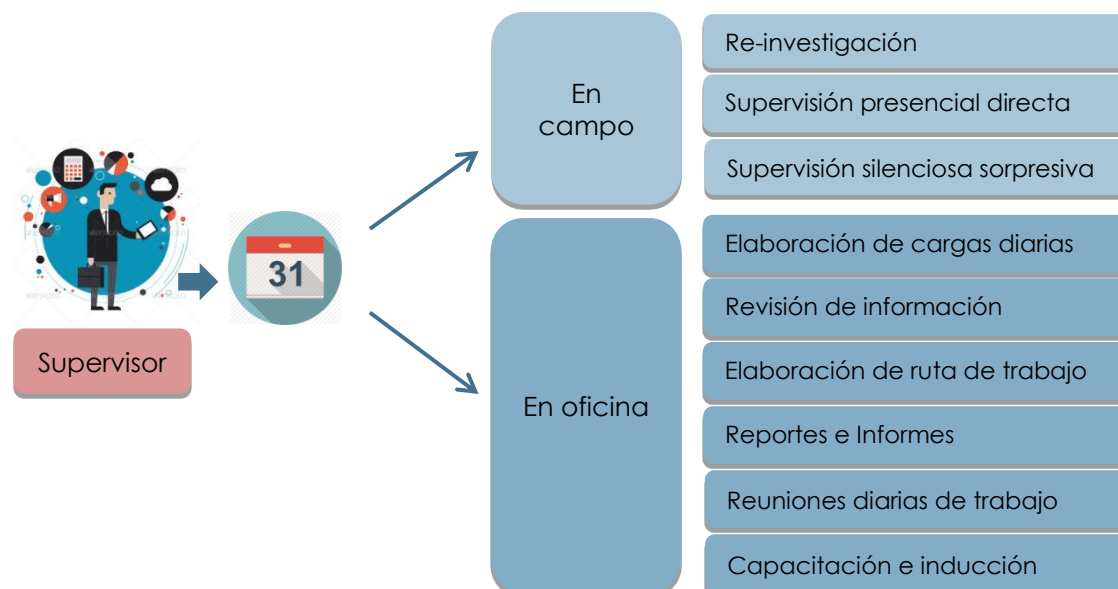 Supervisor
31
En
campo
Re-investigación
Supervisión presencial directa
Supervisión silenciosa sorpresiva
En oficina
Elaboración de cargas diarias
Revisión de información
Elaboración de ruta de trabajo
Reportes e Informes
Reuniones diarias de trabajo
Capacitación e inducción